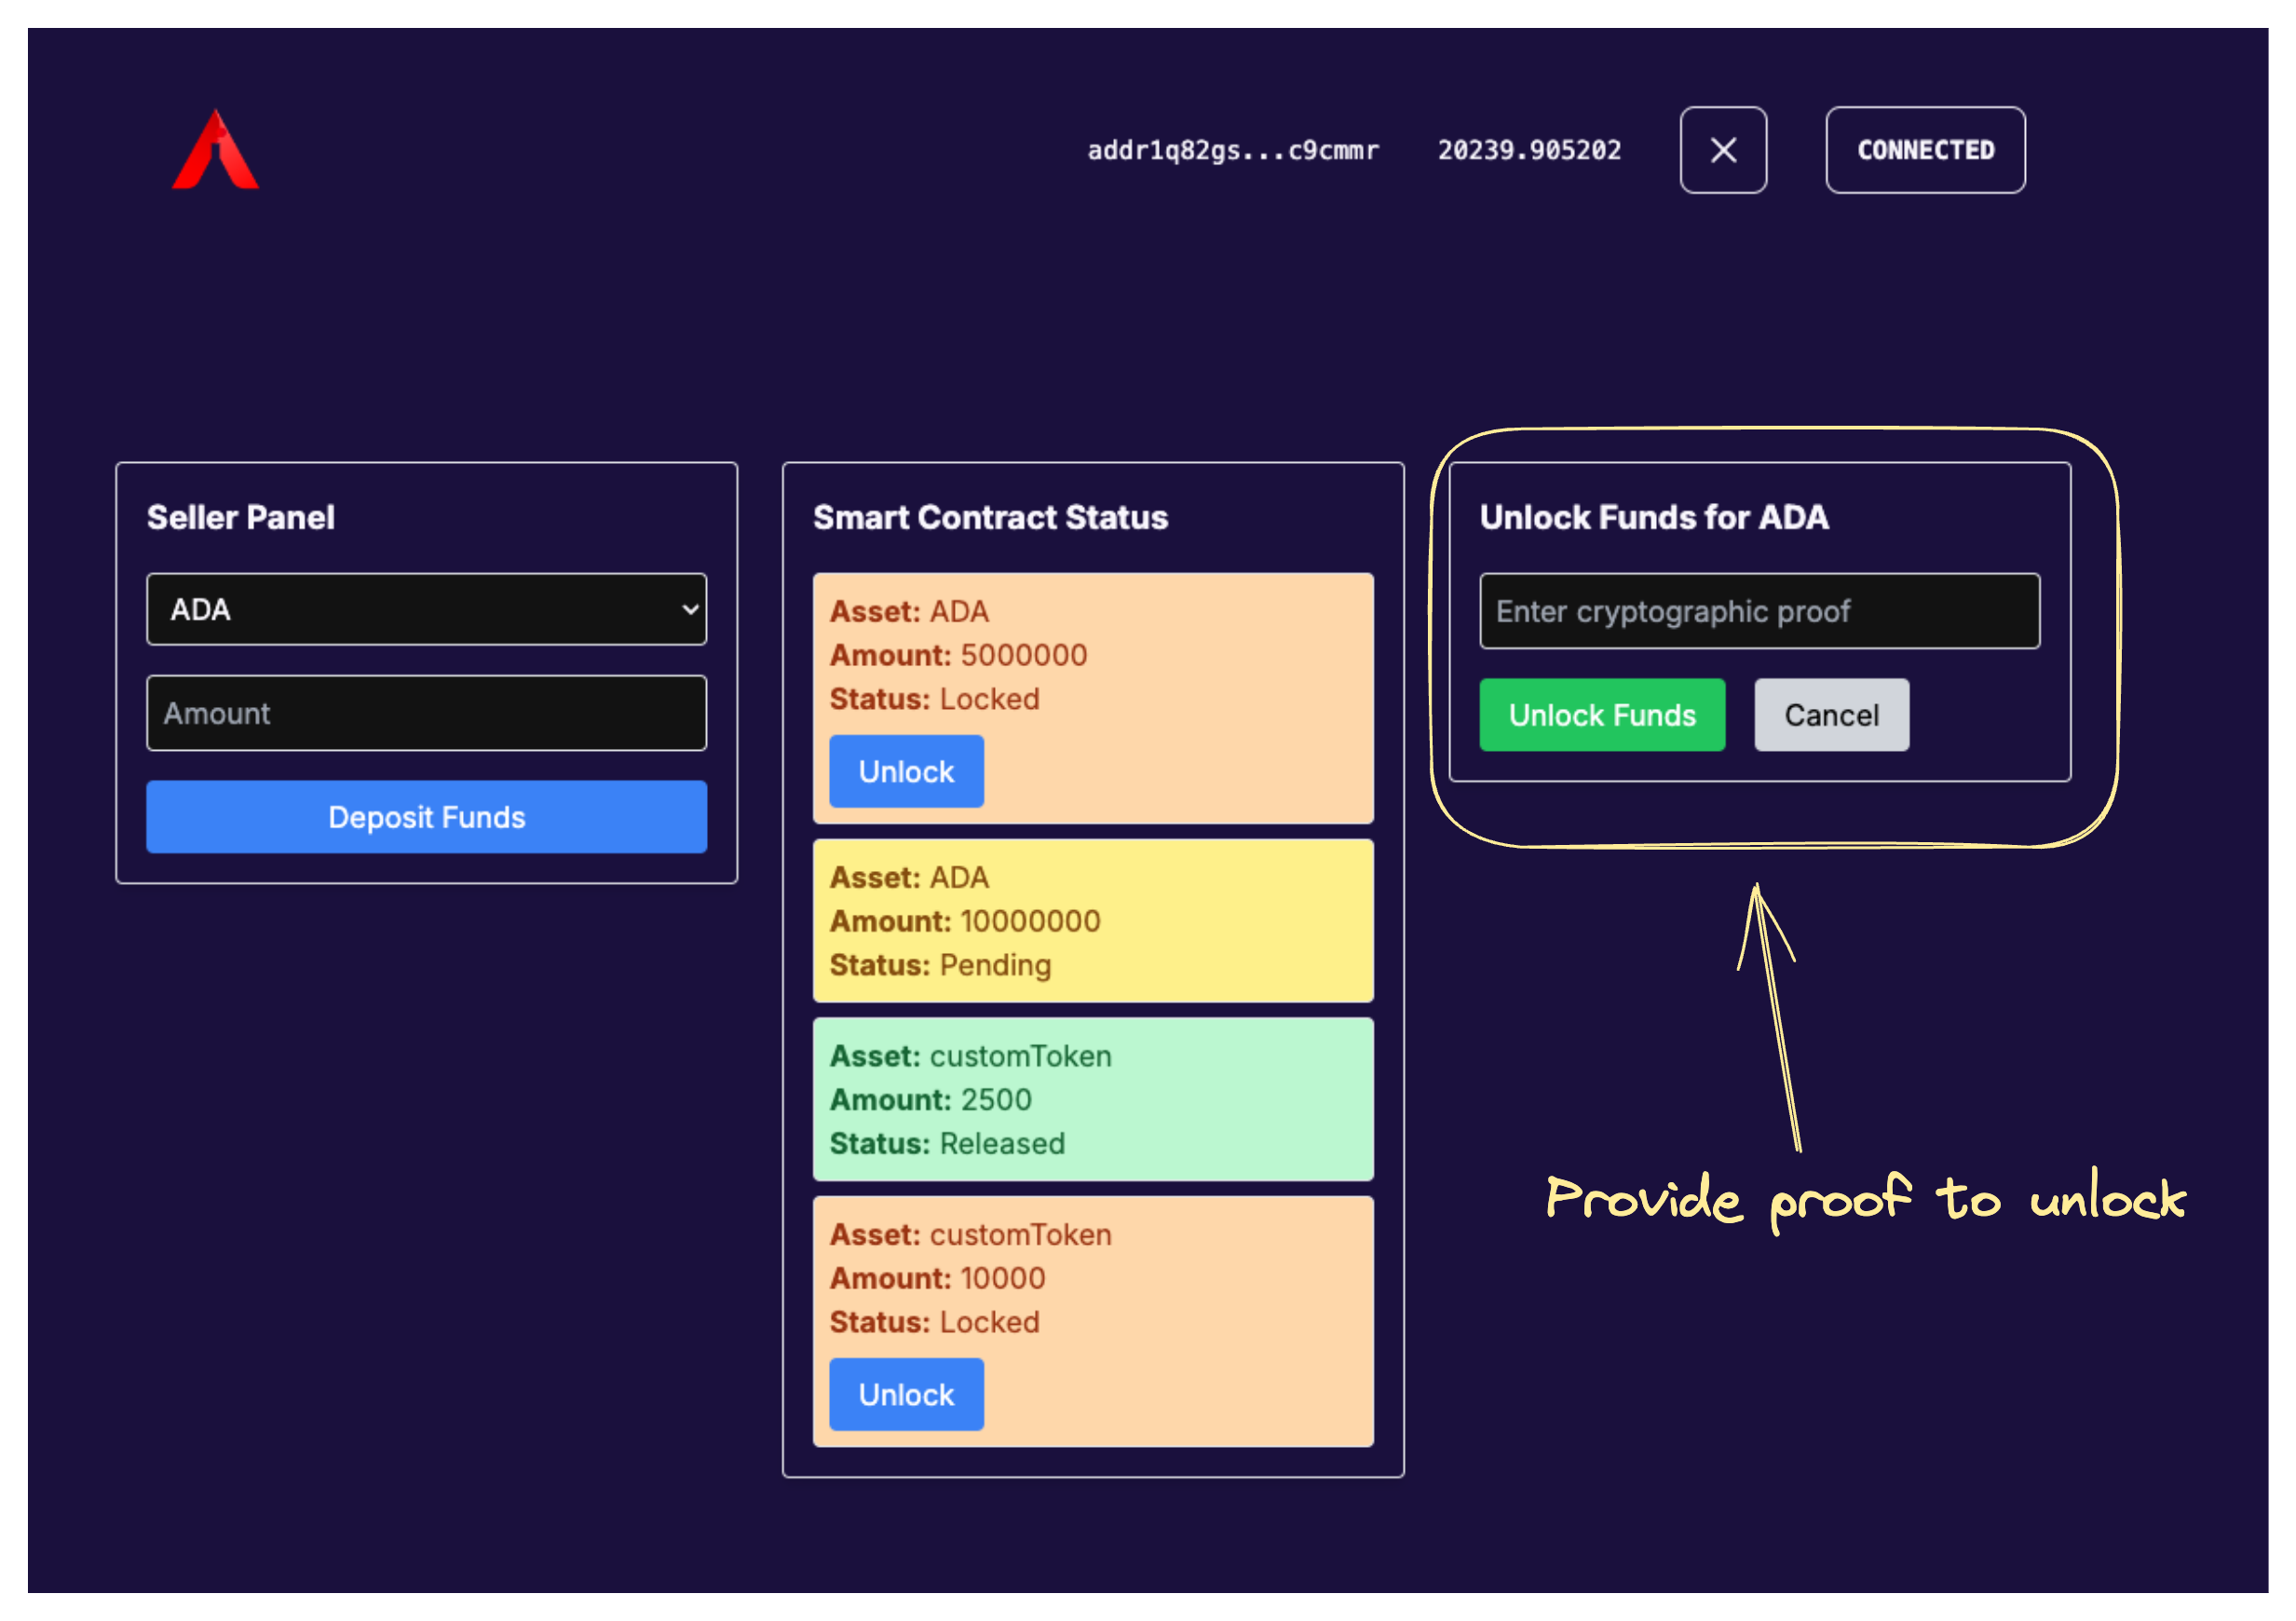 addr1q82gs...c9cmmr 20239.905202 CONNECTED
Seller Panel
ADA
Amount
Deposit Funds
Smart Contract Status
Asset: ADA
Amount: 5000000
Status: Locked
Unlock
Asset: ADA
Amount: 10000000
Status: Pending
Asset: customToken
Amount: 2500
Status: Released
Asset: customToken
Amount: 10000
Status: Locked
Unlock
Unlock Funds for ADA
Enter cryptographic proof
Unlock Funds Cancel
Provide proof to unlock